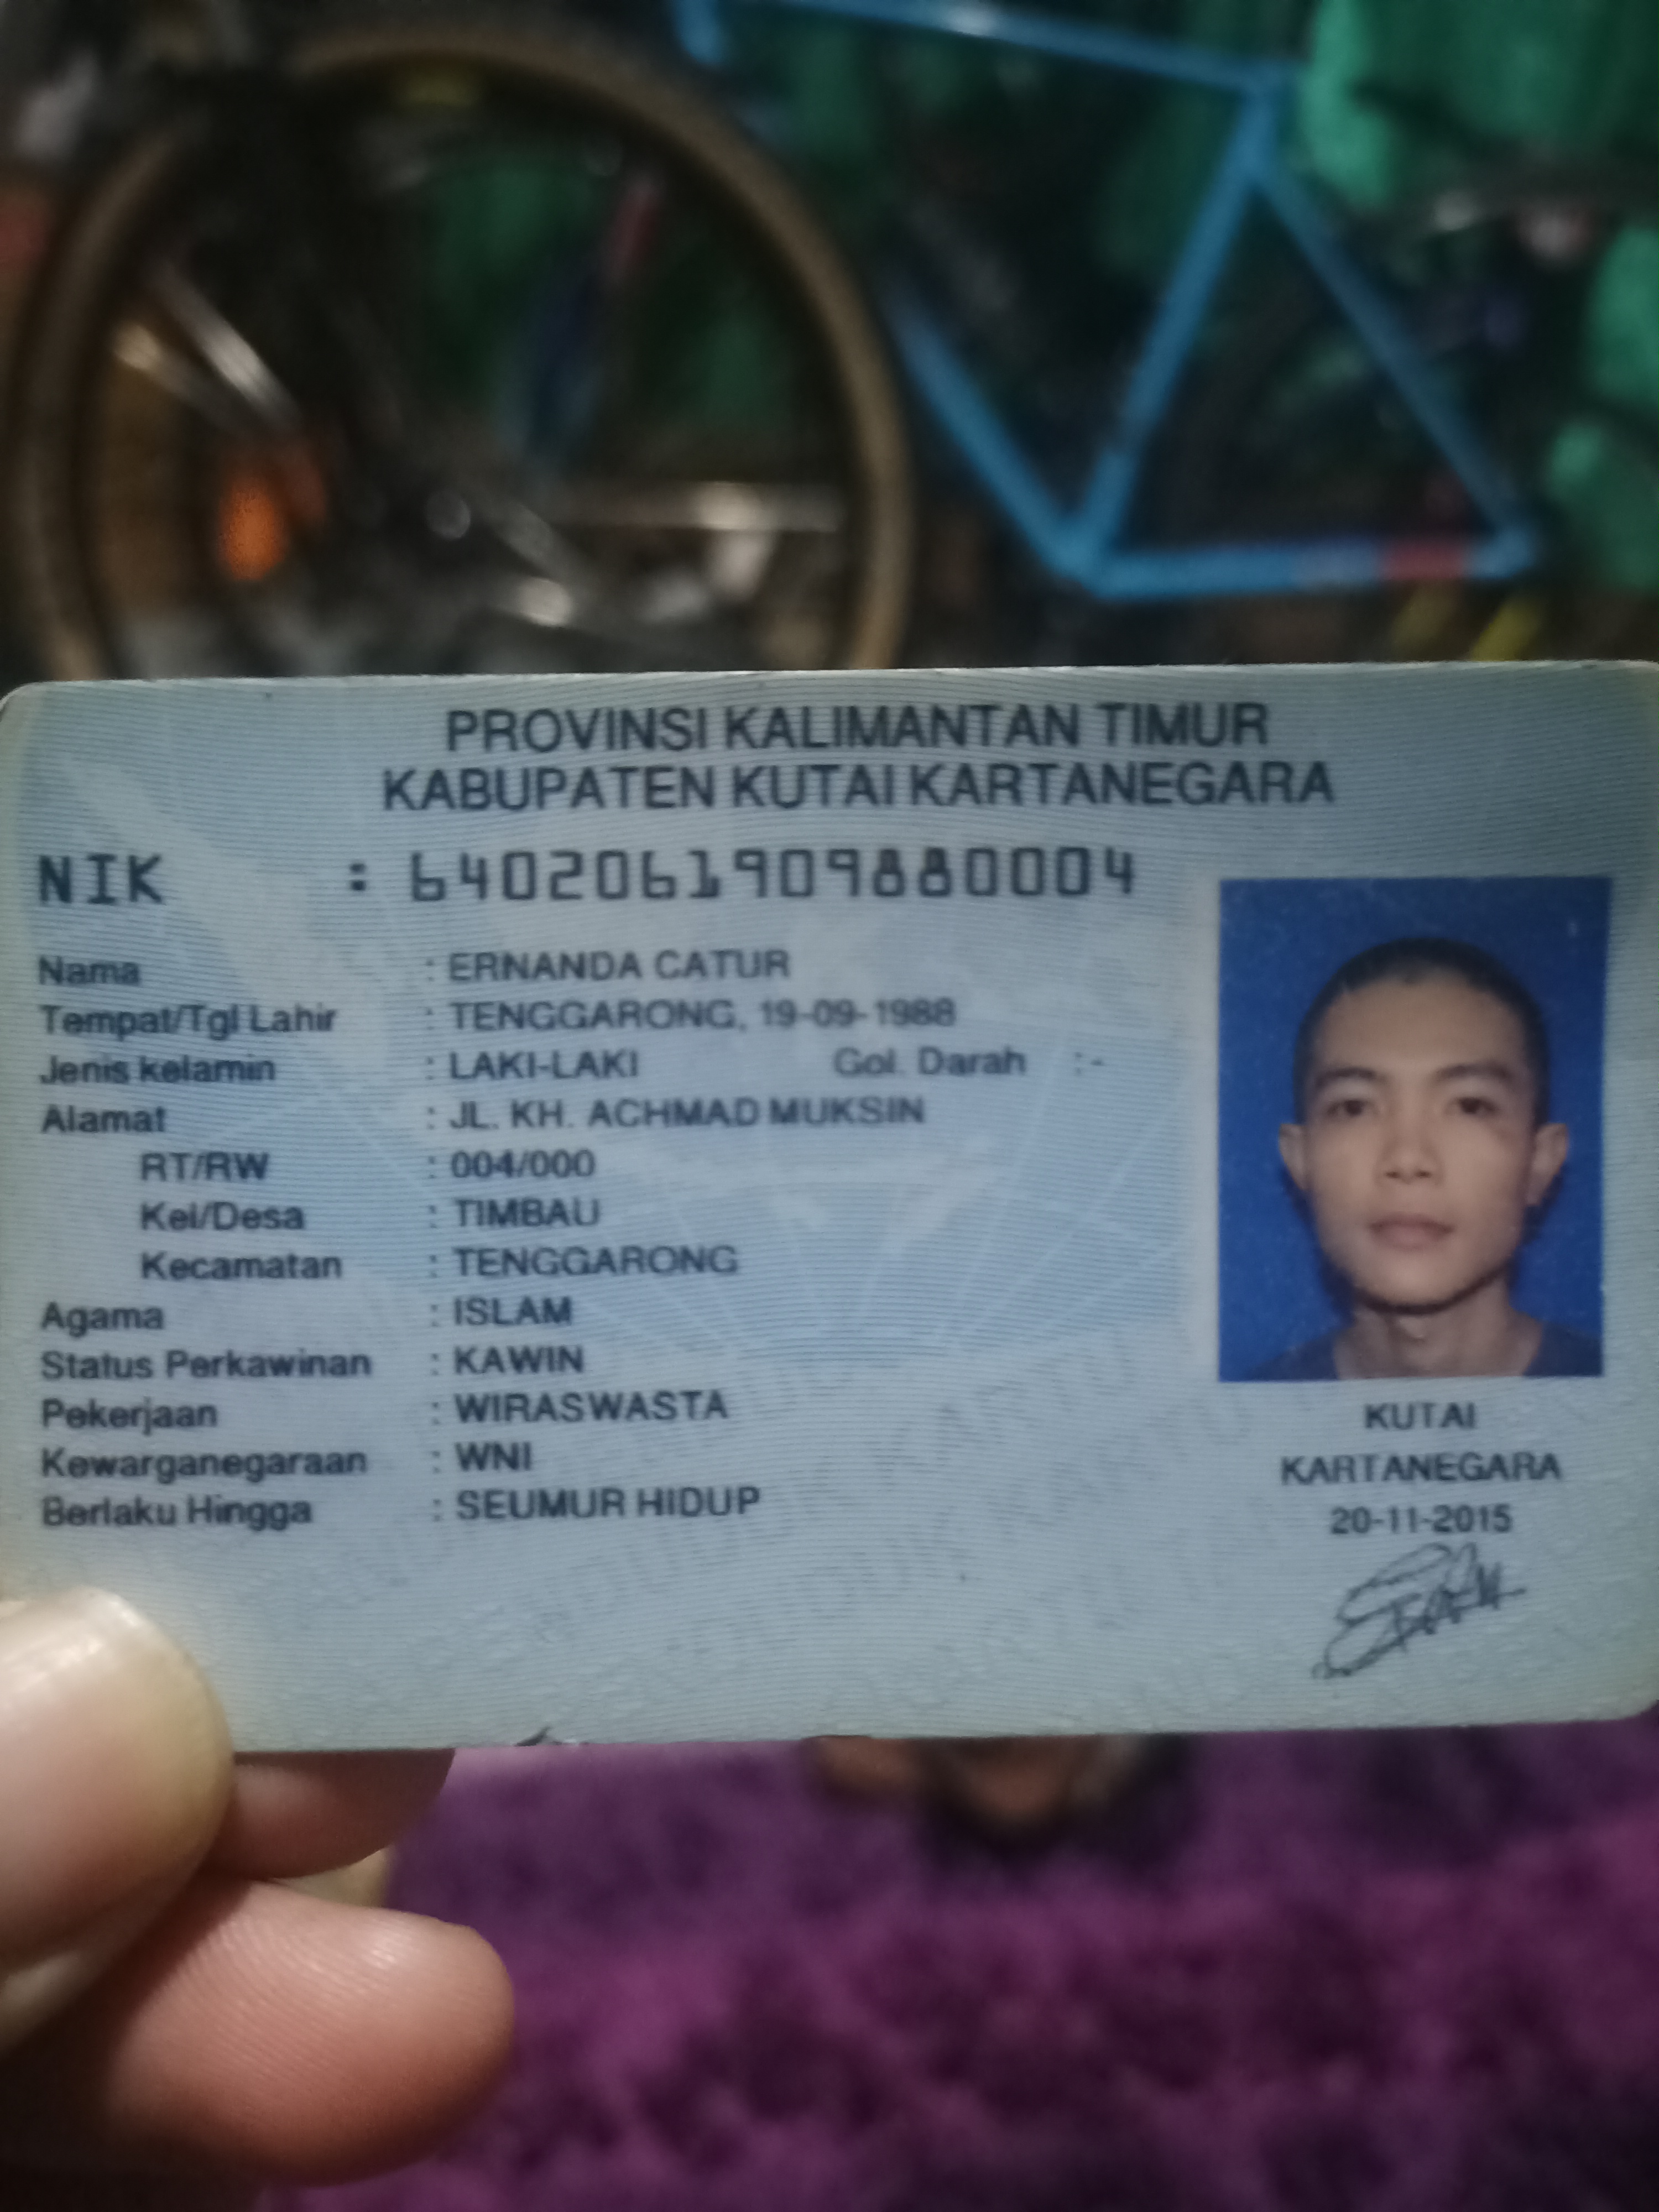 PROVINSI KALIMANTAN TIMUR
KABUPATEN KUTAI KARTANEGARA
NIK : 6402061909880004
Nama : ERNANDA CATUR
Tempat/Tgl Lahir : TENGGARONG, 19-09-1988
Jenis kelamin : LAKI-LAKI Gol. Darah :-
Alamat : JL. KH. ACHMAD MUKSIN
RT/RW : 004/000
Kel/Desa : TIMBAU
Kecamatan : TENGGARONG
Agama : ISLAM
Status Perkawinan : KAWIN
Pekerjaan : WIRASWASTA
Kewarganegaraan : WNI
Berlaku Hingga : SEUMUR HIDUP
KUTAI
KARTANEGARA
20-11-2015